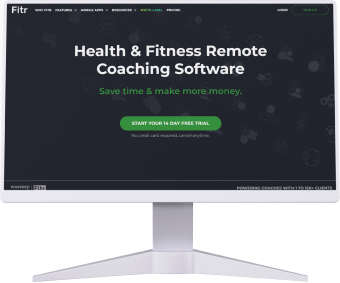 Fitr WHY FITR FEATURES MOBILE APPS RESOURCES WHITE LABEL PRICING LOGIN SIGN UP
Health & Fitness Remote
Coaching Software
Save time & make more money.
START YOUR 14 DAY FREE TRIAL
No credit card required, cancel anytime.
POWERING COACHES WITH 1 TO 10K+ CLIENTS